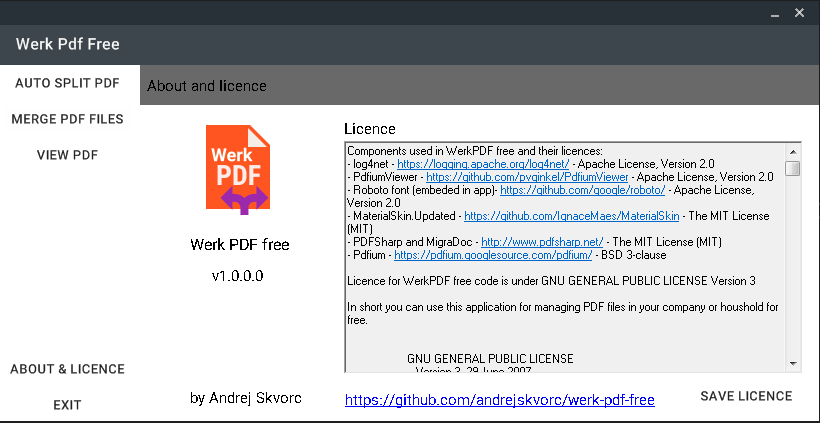 Werk Pdf Free
AUTO SPLIT PDF
MERGE PDF FILES
VIEW PDF
ABOUT & LICENCE
EXIT
About and licence
Werk
PDF
Werk PDF free
v1.0.0.0
by Andrej Skvorc
Licence
Components used in WerkPDF free and their licences:
- log4net - https://logging.apache.org/log4net/ - Apache License, Version 2.0
- PdfiumViewer - https://github.com/pvginkel/PdfiumViewer - Apache License, Version 2.0
- Roboto font (embeded in app)- https://github.com/google/roboto/ - Apache License,
Version 2.0
- MaterialSkin.Updated - https://github.com/IgnaceMaes/MaterialSkin - The MIT License
(MIT)
- PDFSharp and MigraDoc - http://www.pdfsharp.net/ - The MIT License (MIT)
- Pdfium - https://pdfium.googlesource.com/pdfium/ - BSD 3-clause
Licence for WerkPDF free code is under GNU GENERAL PUBLIC LICENSE Version 3
In short you can use this application for managing PDF files in your company or houshold for
free.
GNU GENERAL PUBLIC LICENSE
Version 3, 29 June 2007
https://github.com/andrejskvorc/werk-pdf-free
SAVE LICENCE